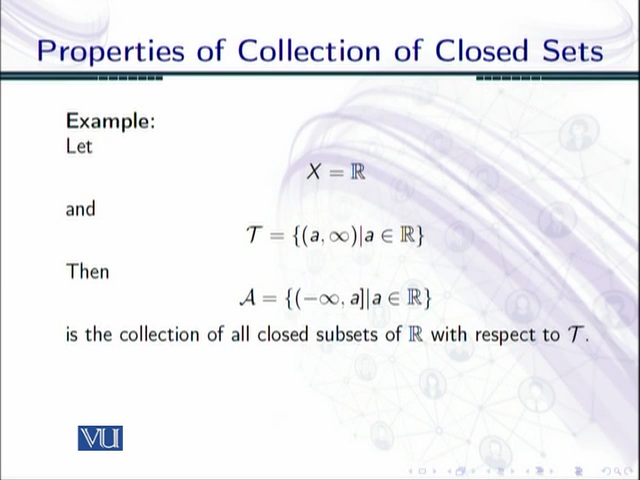 Properties of Collection of Closed Sets
Example:
Let
X = ℝ
and
𝒯 = {(a, ∞)|a ∈ ℝ}
Then
𝒜 = {(−∞, a]|a ∈ ℝ}
is the collection of all closed subsets of ℝ with respect to 𝒯.
VU